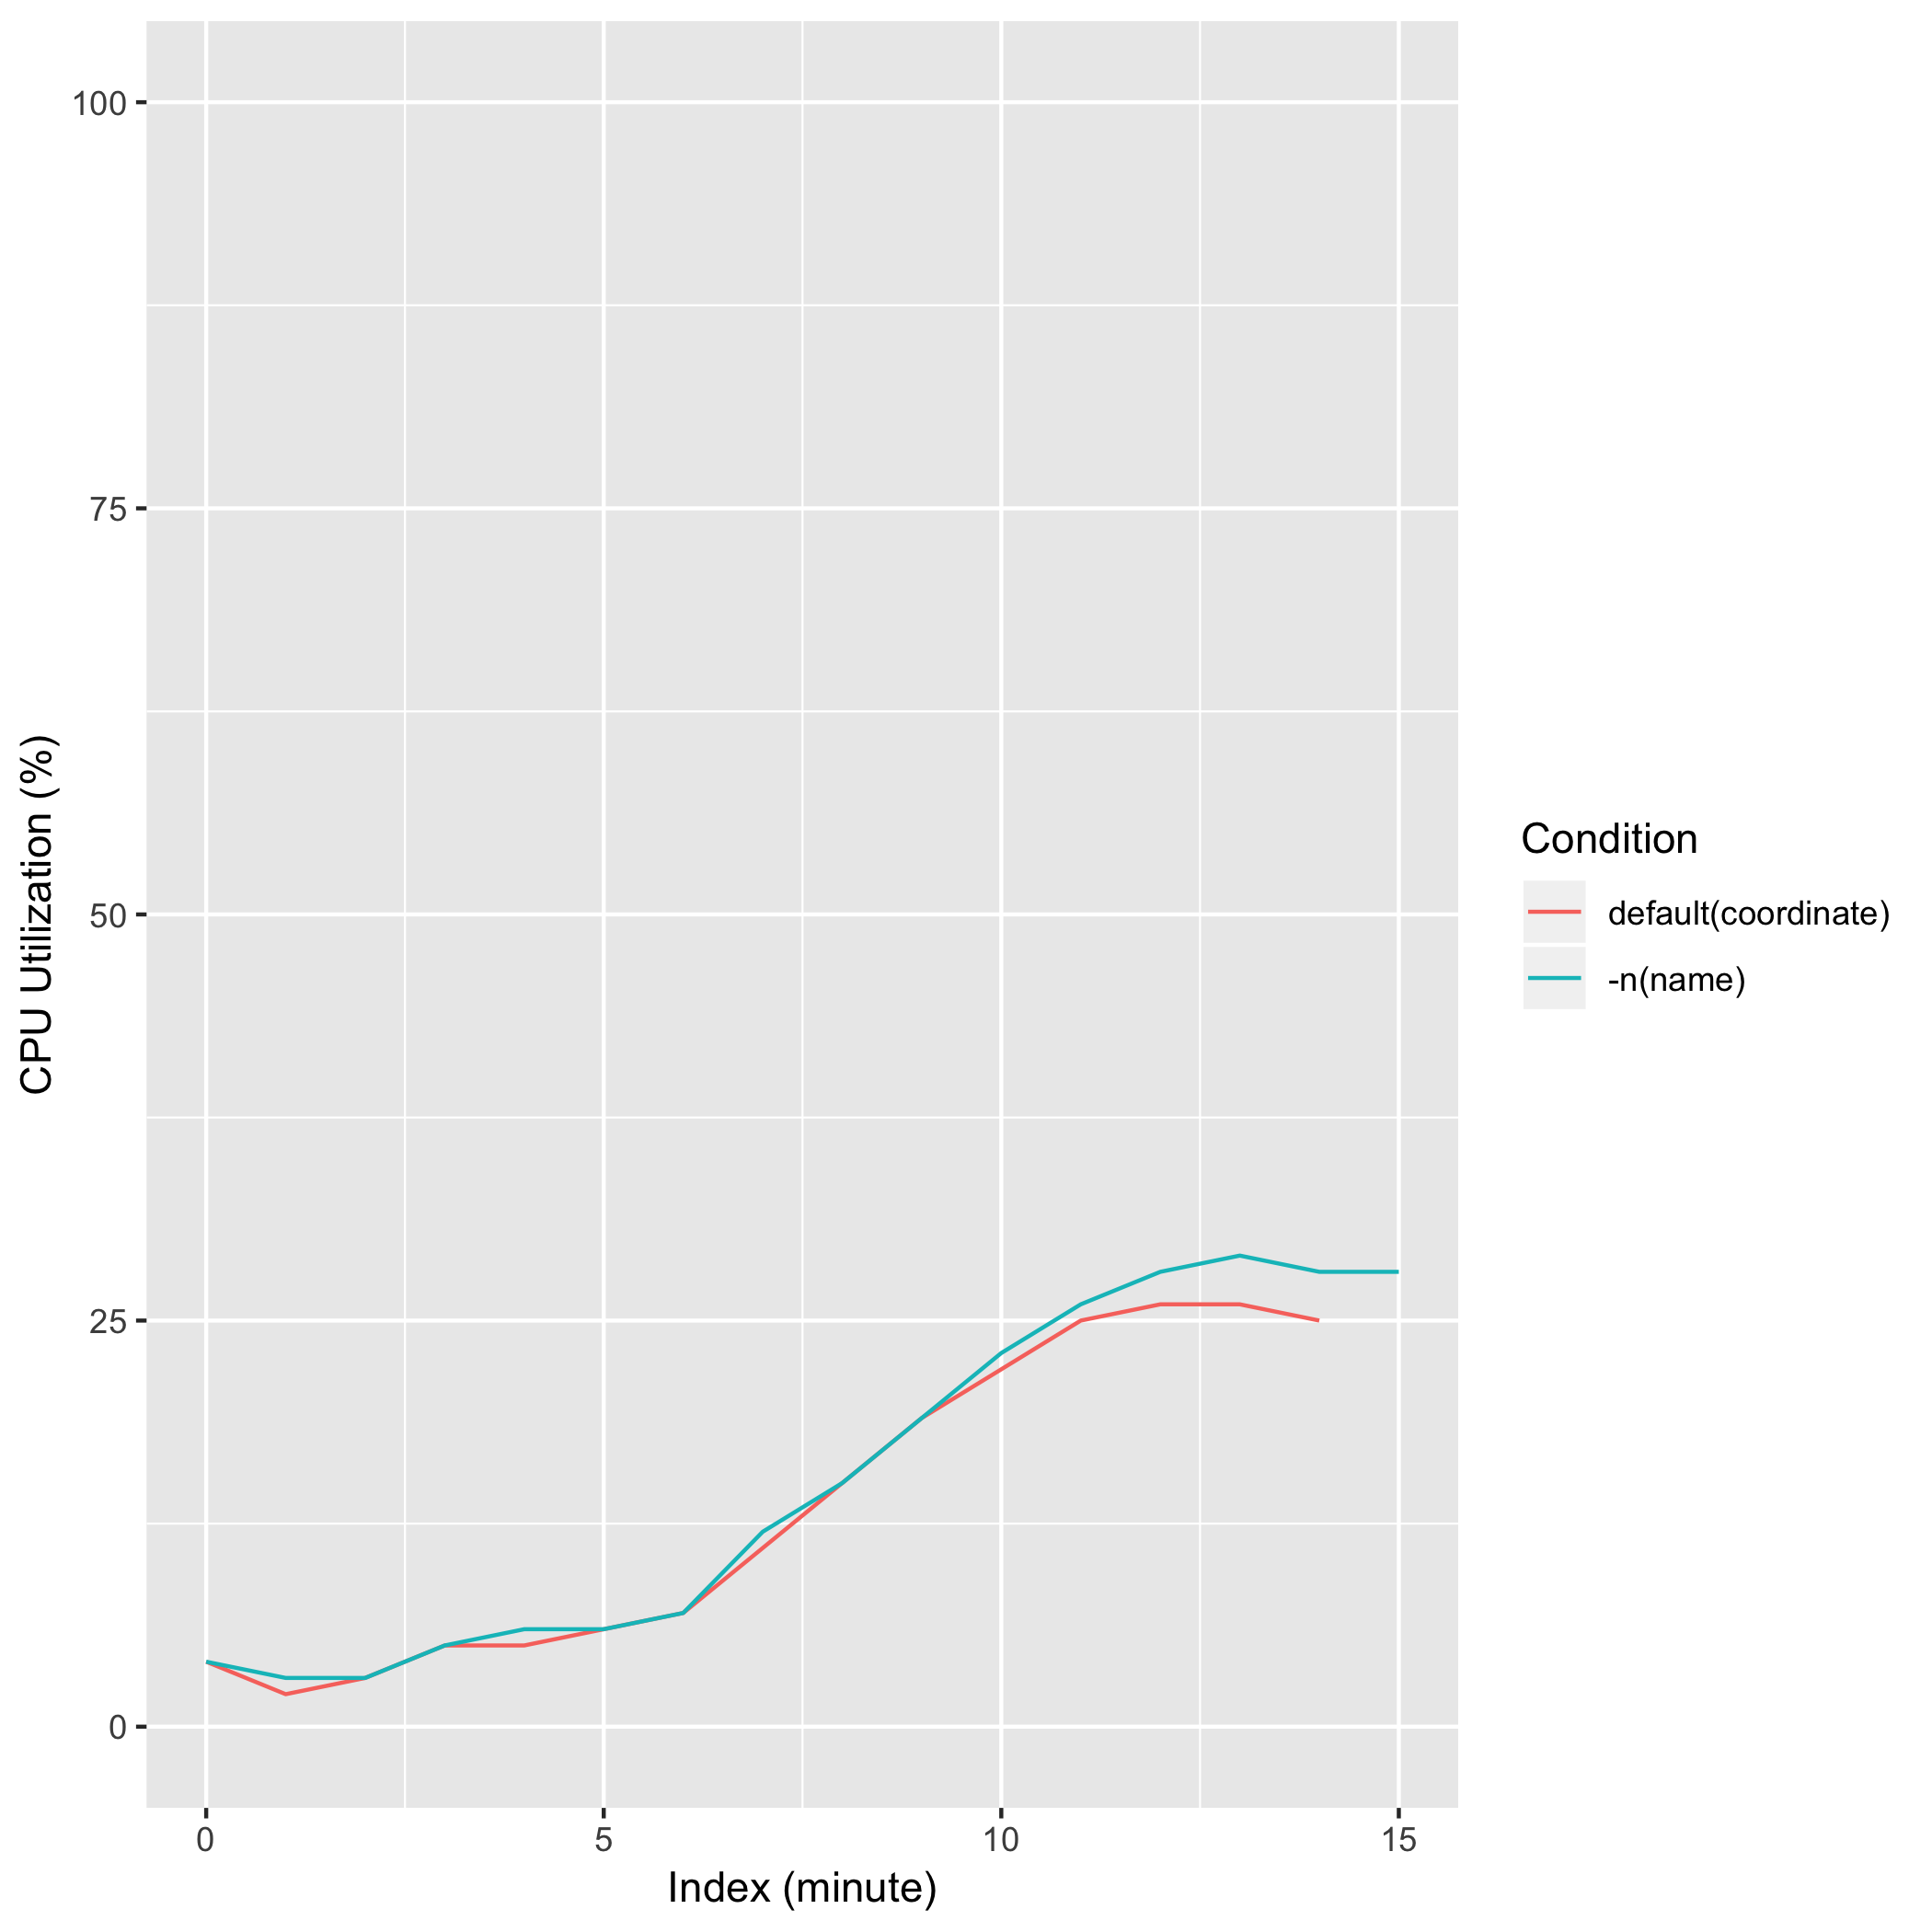 100
75
50
25
0
CPU Utilization (%)
0 5 10 15
Index (minute)
Condition
default(coordinate)
-n(name)